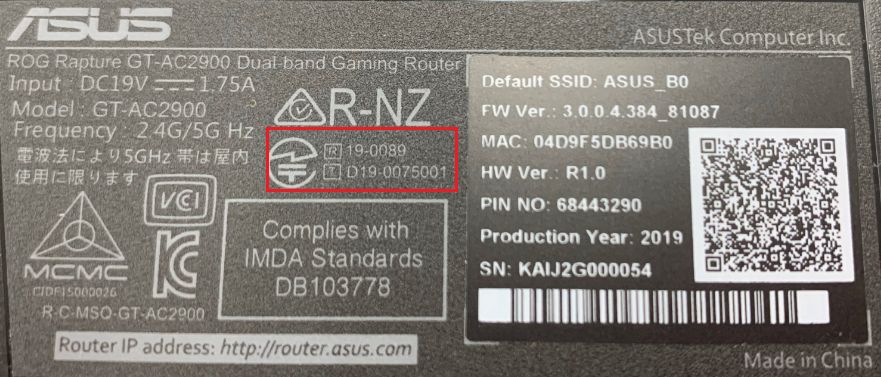 ASUS
ASUSTek Computer Inc.
ROG Rapture GT-AC2900 Dual-band Gaming Router
Input : DC19V 1.75A
Model : GT-AC2900
Frequency : 2.4G/5G Hz
電波法により5GHz 帯は屋内
使用に限ります
R-NZ
R 19-0089
T D19-0075001
VCI
MCMC
CIDF15000026
R-C-MSO-GT-AC2900
Complies with
IMDA Standards
DB103778
Router IP address: http://router.asus.com
Default SSID: ASUS_B0
FW Ver.: 3.0.0.4.384_81087
MAC: 04D9F5DB69B0
HW Ver.: R1.0
PIN NO: 68443290
Production Year: 2019
SN: KAIJ2G000054
Made in China